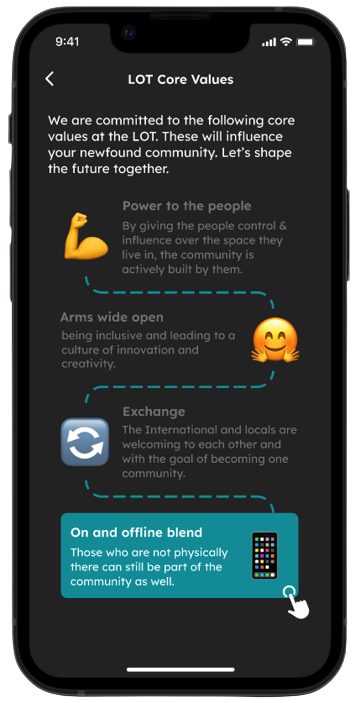 9:41
LOT Core Values
We are committed to the following core
values at the LOT. These will influence
your newfound community. Let's shape
the future together.
Power to the people
By giving the people control &
influence over the space they
live in, the community is
actively built by them.
Arms wide open
being inclusive and leading to a
culture of innovation and
creativity.
Exchange
The International and locals are
welcoming to each other and
with the goal of becoming one
community.
On and offline blend
Those who are not physically
there can still be part of the
community as well.